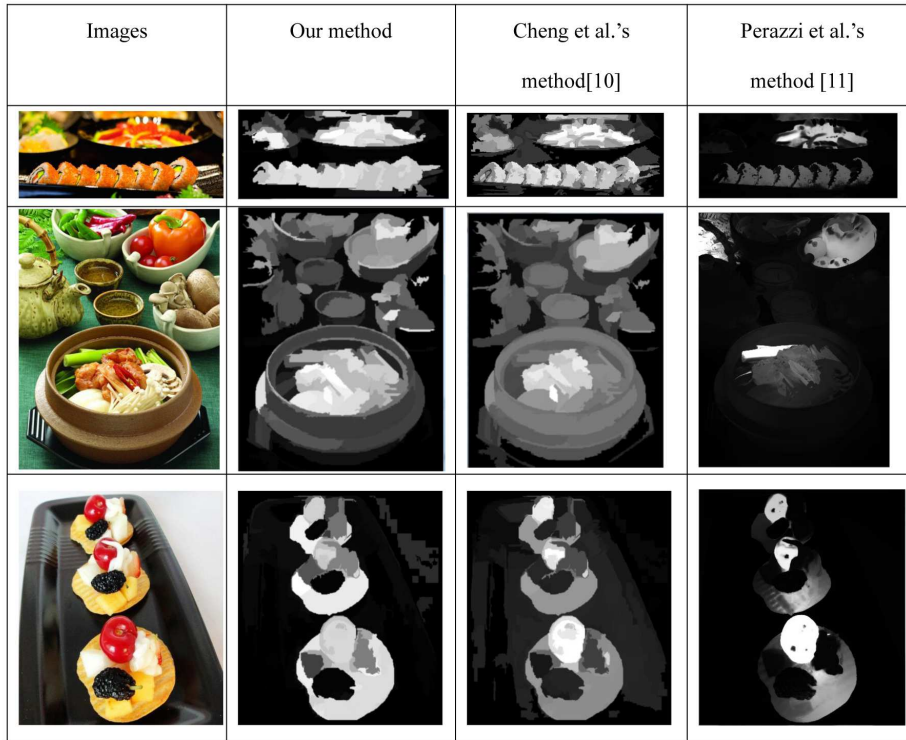 Images
Our method
Cheng et al.’s
method[10]
Perazzi et al.’s
method [11]